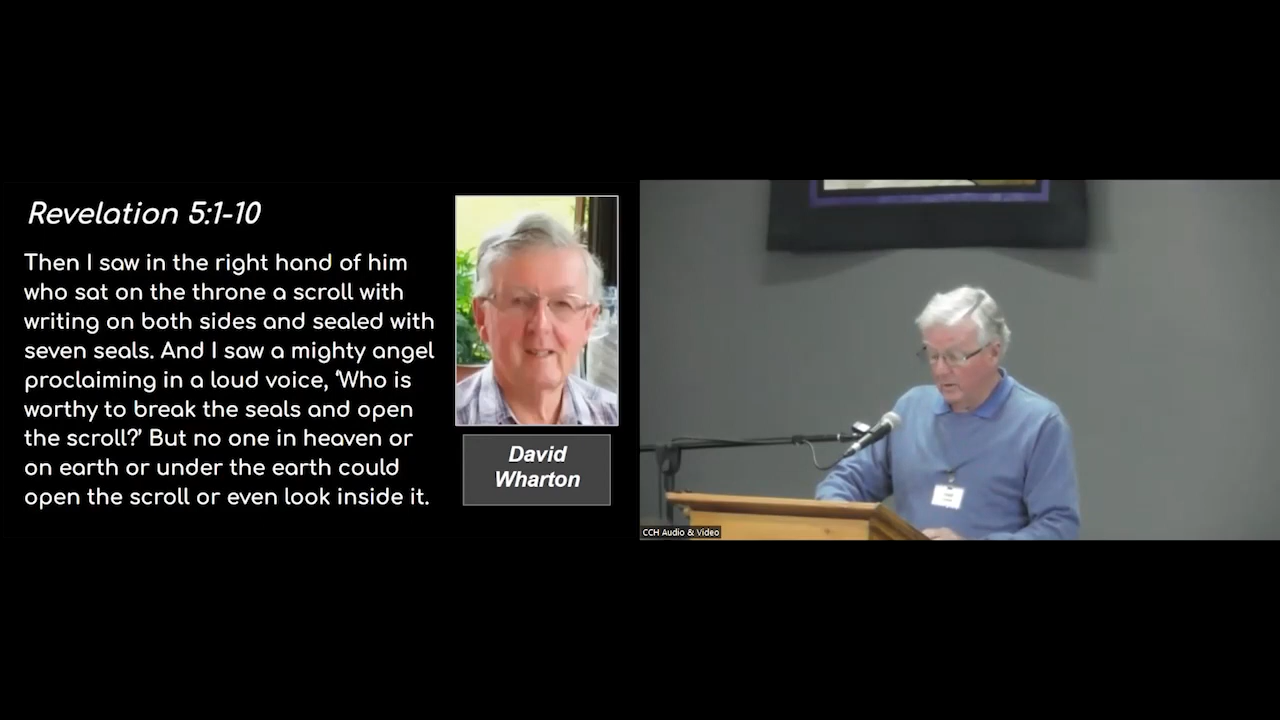 Revelation 5:1-10
Then I saw in the right hand of him
who sat on the throne a scroll with
writing on both sides and sealed with
seven seals. And I saw a mighty angel
proclaiming in a loud voice, ‘Who is
worthy to break the seals and open
the scroll?’ But no one in heaven or
on earth or under the earth could
open the scroll or even look inside it.
David
Wharton
CCH Audio & Video